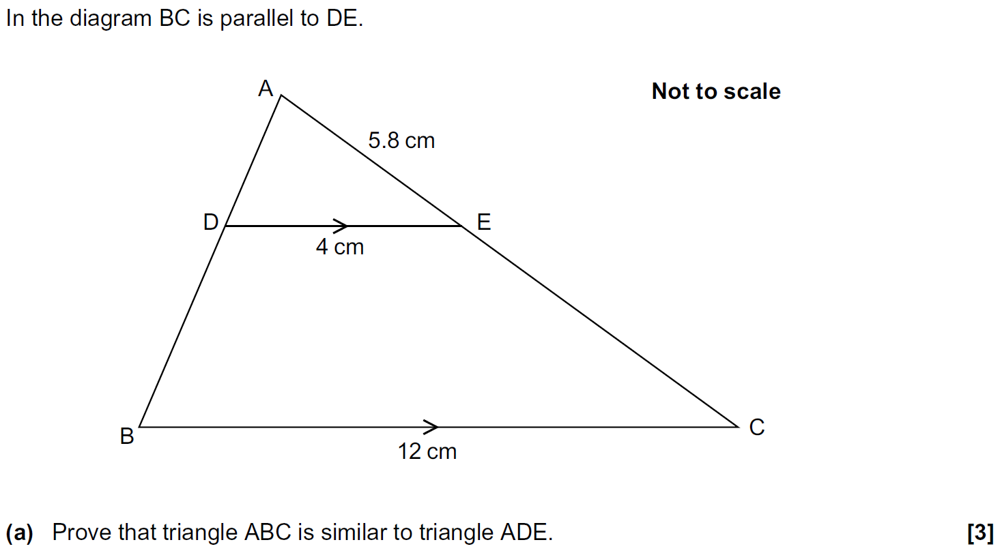 In the diagram BC is parallel to DE.
A
Not to scale
5.8 cm
D
E
4 cm
B
C
12 cm
(a) Prove that triangle ABC is similar to triangle ADE. [3]